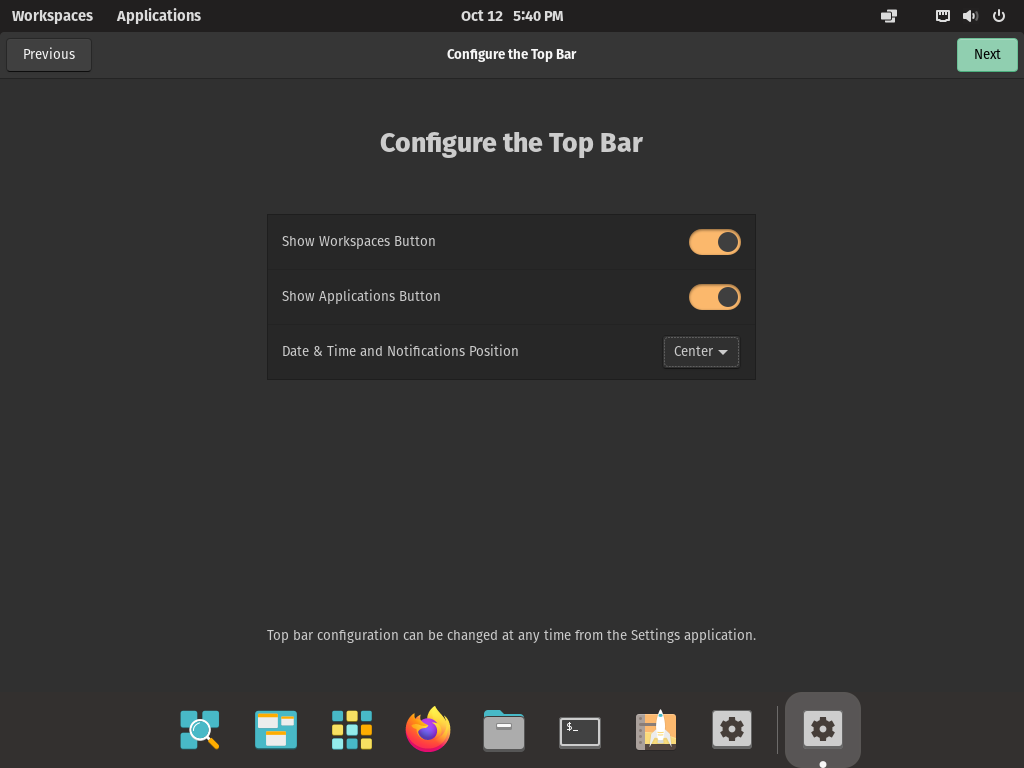 Workspaces Applications Oct 12 5:40 PM
Previous Configure the Top Bar Next
Configure the Top Bar
Show Workspaces Button
Show Applications Button
Date & Time and Notifications Position Center
Top bar configuration can be changed at any time from the Settings application.
$_